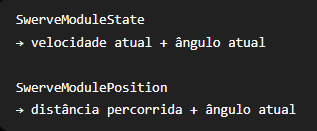 SwerveModuleState
→ velocidade atual + ângulo atual
SwerveModulePosition
→ distância percorrida + ângulo atual